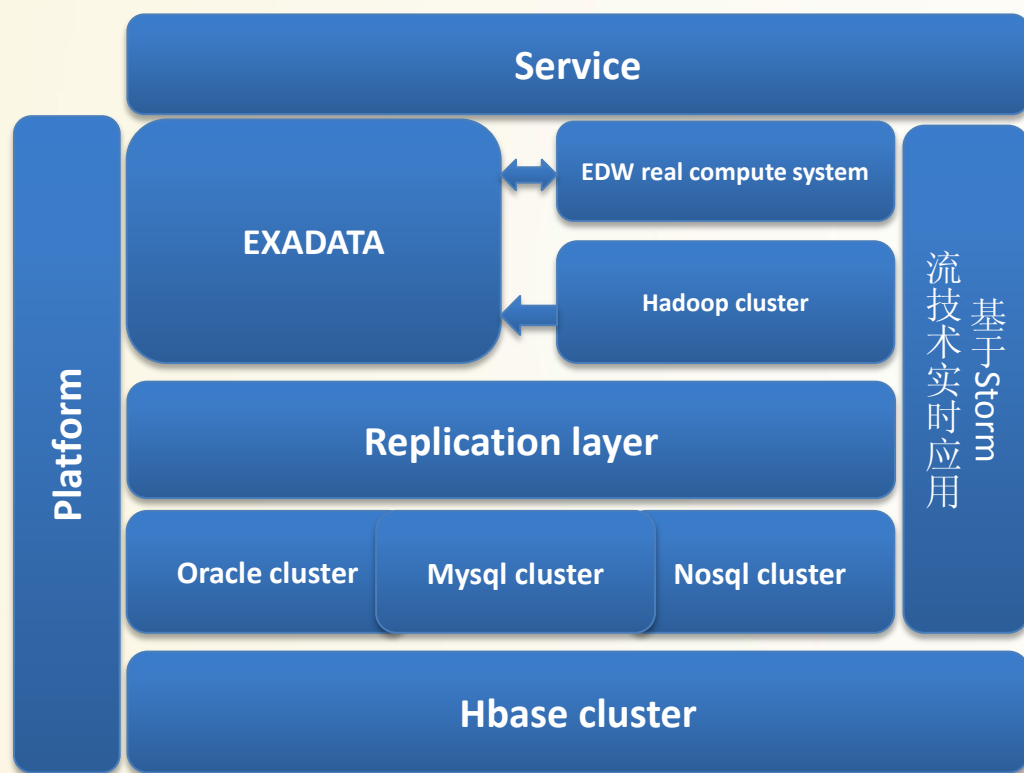 Service
Platform
EXADATA
EDW real compute system
Hadoop cluster
基于Storm
流技术实时应用
Replication layer
Oracle cluster
Mysql cluster
Nosql cluster
Hbase cluster